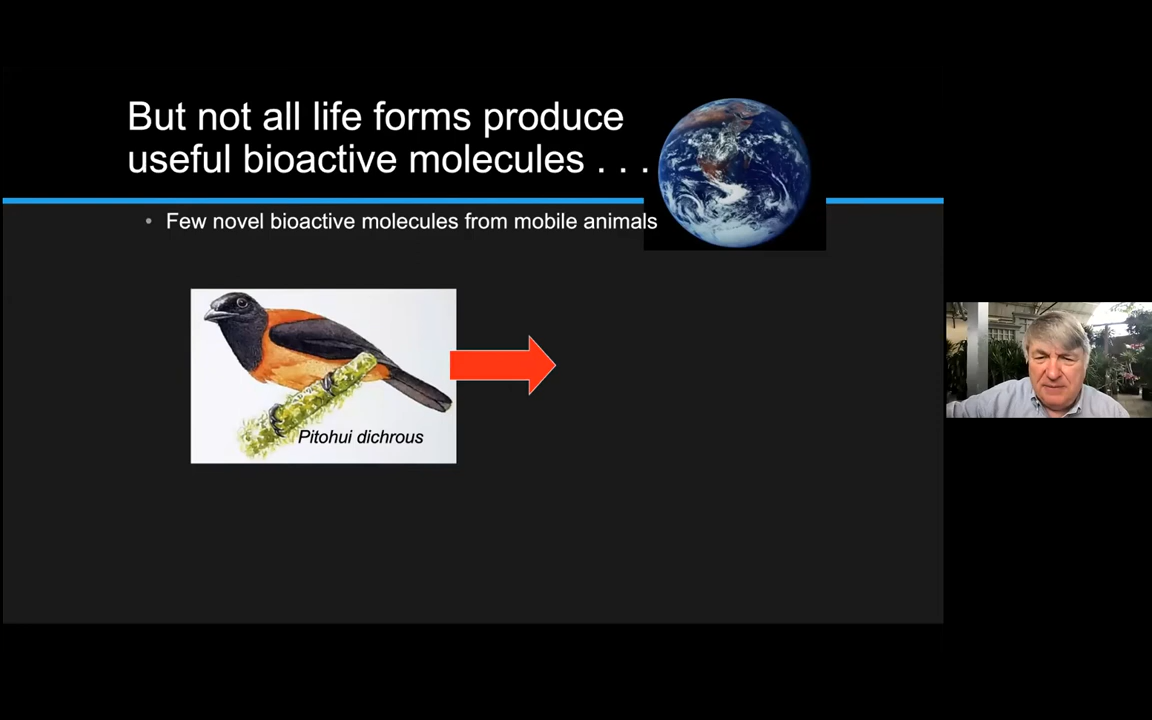 But not all life forms produce
useful bioactive molecules . . .
• Few novel bioactive molecules from mobile animals
Pitohui dichrous